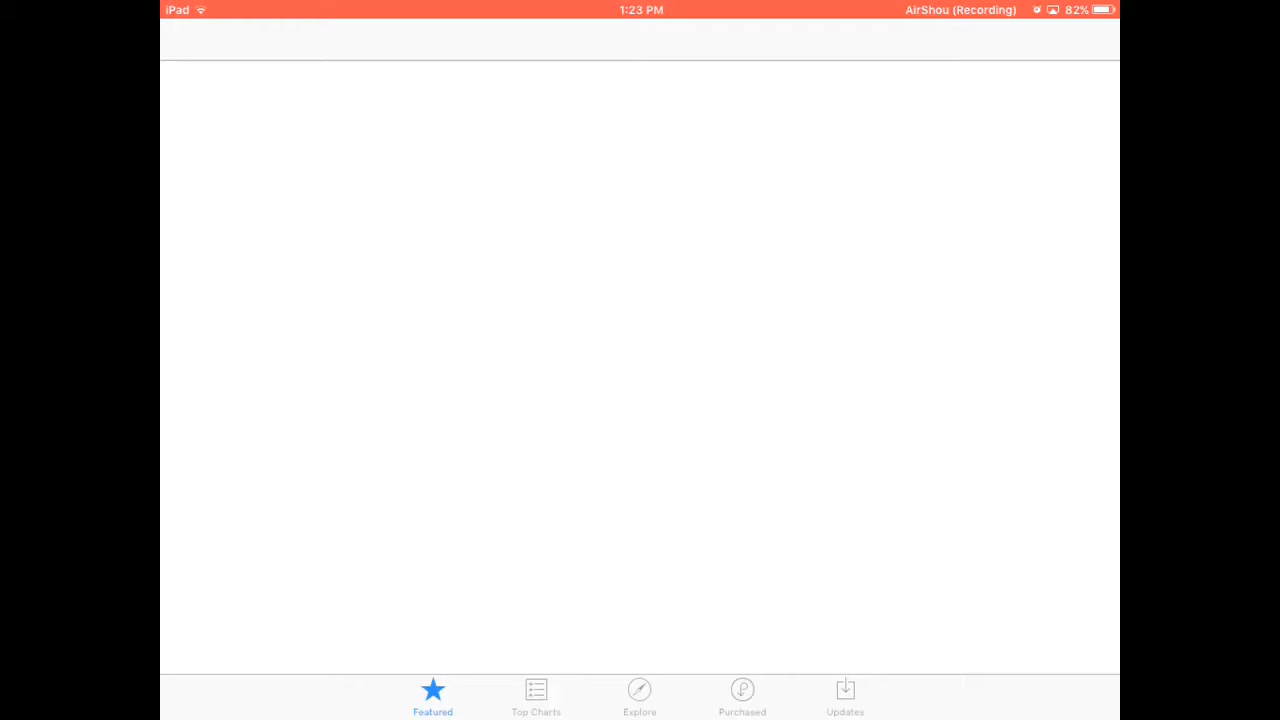 iPad 1:23 PM AirShou (Recording) 82%
Featured Top Charts Explore Purchased Updates